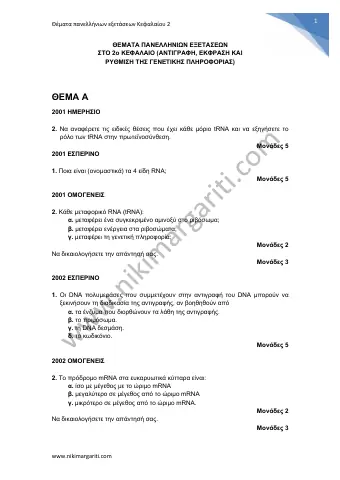 Θέματα πανελλήνιων εξετάσεων Κεφαλαίου 2
1
ΘΕΜΑΤΑ ΠΑΝΕΛΛΗΝΙΩΝ ΕΞΕΤΑΣΕΩΝ
ΣΤΟ 2ο ΚΕΦΑΛΑΙΟ (ΑΝΤΙΓΡΑΦΗ, ΕΚΦΡΑΣΗ ΚΑΙ
ΡΥΘΜΙΣΗ ΤΗΣ ΓΕΝΕΤΙΚΗΣ ΠΛΗΡΟΦΟΡΙΑΣ)
ΘΕΜΑ Α
2001 ΗΜΕΡΗΣΙΟ
2. Να αναφέρετε τις ειδικές θέσεις που έχει κάθε μόριο tRNA και να εξηγήσετε το
ρόλο των tRNA στην πρωτεϊνοσύνθεση.
Μονάδες 5
2001 ΕΣΠΕΡΙΝΟ
1. Ποια είναι (ονομαστικά) τα 4 είδη RNA;
Μονάδες 5
2001 ΟΜΟΓΕΝΕΙΣ
2. Κάθε μεταφορικό RNA (tRNA):
α. μεταφέρει ένα συγκεκριμένο αμινοξύ στο ριβόσωμα;
β. μεταφέρει ενέργεια στο ριβοσώματα;
γ. μεταφέρει τη γενετική πληροφορία;
Μονάδες 2
Να δικαιολογήσετε την απάντησή σας.
Μονάδες 3
2002 ΕΣΠΕΡΙΝΟ
1. Οι DNA πολυμεράσες που συμμετέχουν στην αντιγραφή του DNA μπορούν να
ξεκινήσουν τη διαδικασία της αντιγραφής, αν βοηθηθούν από
α. τα ένζυμα που διορθώνουν τα λάθη της αντιγραφής.
β. το πριμόσωμα.
γ. τη DNA δεσμάση.
δ. το κωδικόνιο.
Μονάδες 5
2002 ΟΜΟΓΕΝΕΙΣ
2. Το πρόδρομο mRNA στα ευκαρυωτικά κύτταρα είναι:
α. ίσο με μέγεθος με το ώριμο mRNA
β. μεγαλύτερο σε μέγεθος από το ώριμο mRNA
γ. μικρότερο σε μέγεθος από το ώριμο mRNA.
Μονάδες 2
Να δικαιολογήσετε την απάντησή σας.
Μονάδες 3
www.nikimargariti.com
www.nikimargariti.com